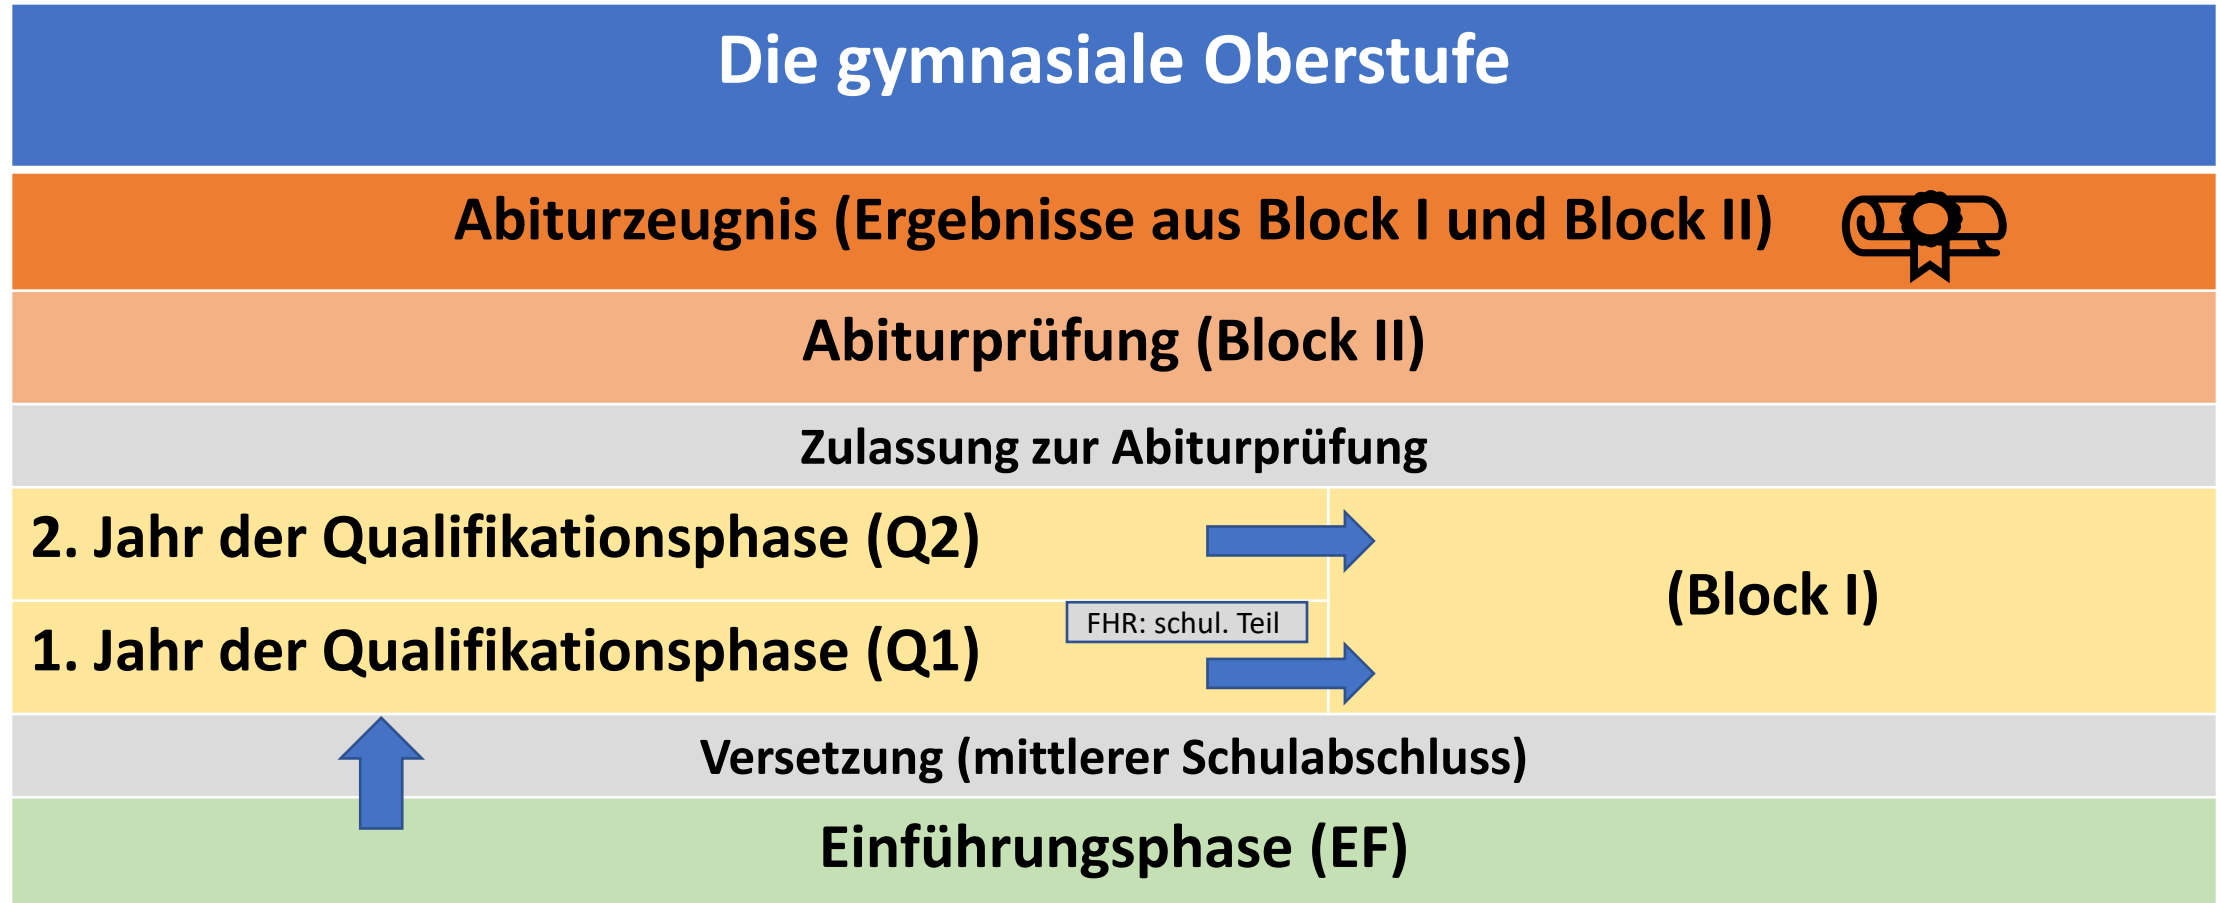 Die gymnasiale Oberstufe
Abiturzeugnis (Ergebnisse aus Block I und Block II)
Abiturprüfung (Block II)
Zulassung zur Abiturprüfung
2. Jahr der Qualifikationsphase (Q2)
(Block I)
FHR: schul. Teil
1. Jahr der Qualifikationsphase (Q1)
Versetzung (mittlerer Schulabschluss)
Einführungsphase (EF)